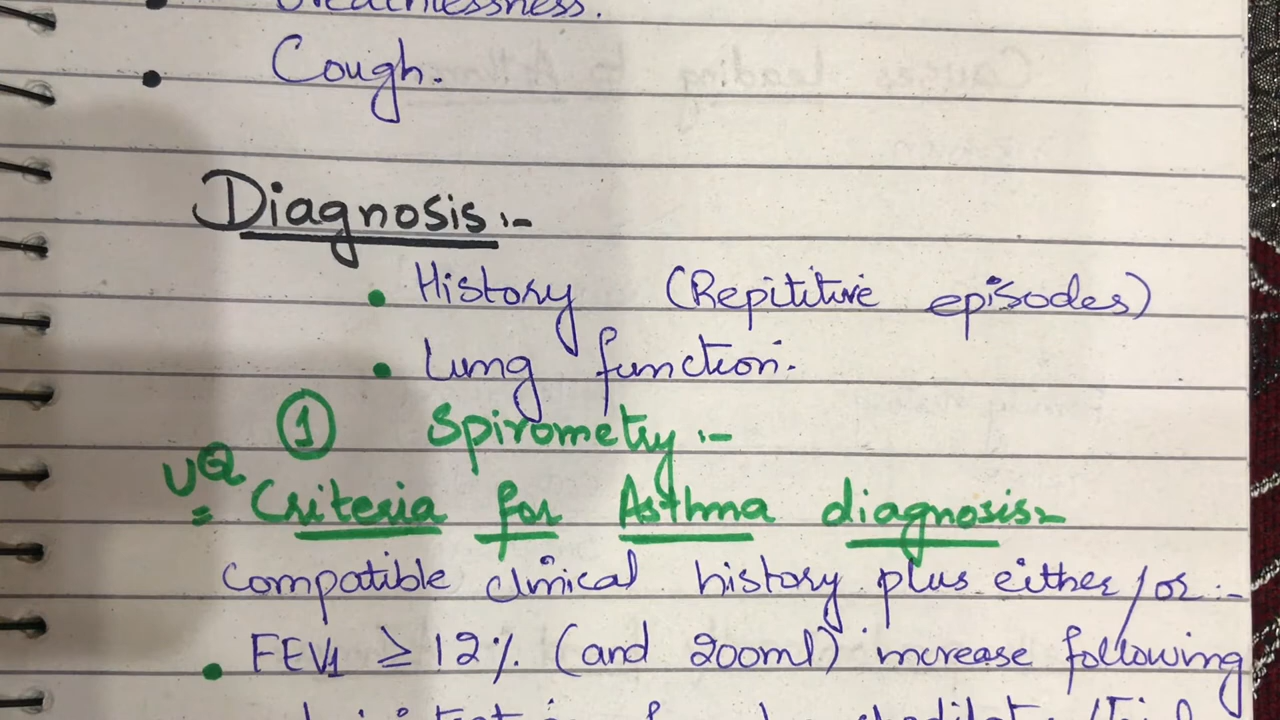 Breathlessness.
Cough.
Diagnosis :-
History (Repititive episodes)
Lung function.
① Spirometry :-
UQ Criteria for Asthma diagnosis:-
Compatible clinical history plus either/or :-
FEV1 ≥ 12% (and 200ml) increase following